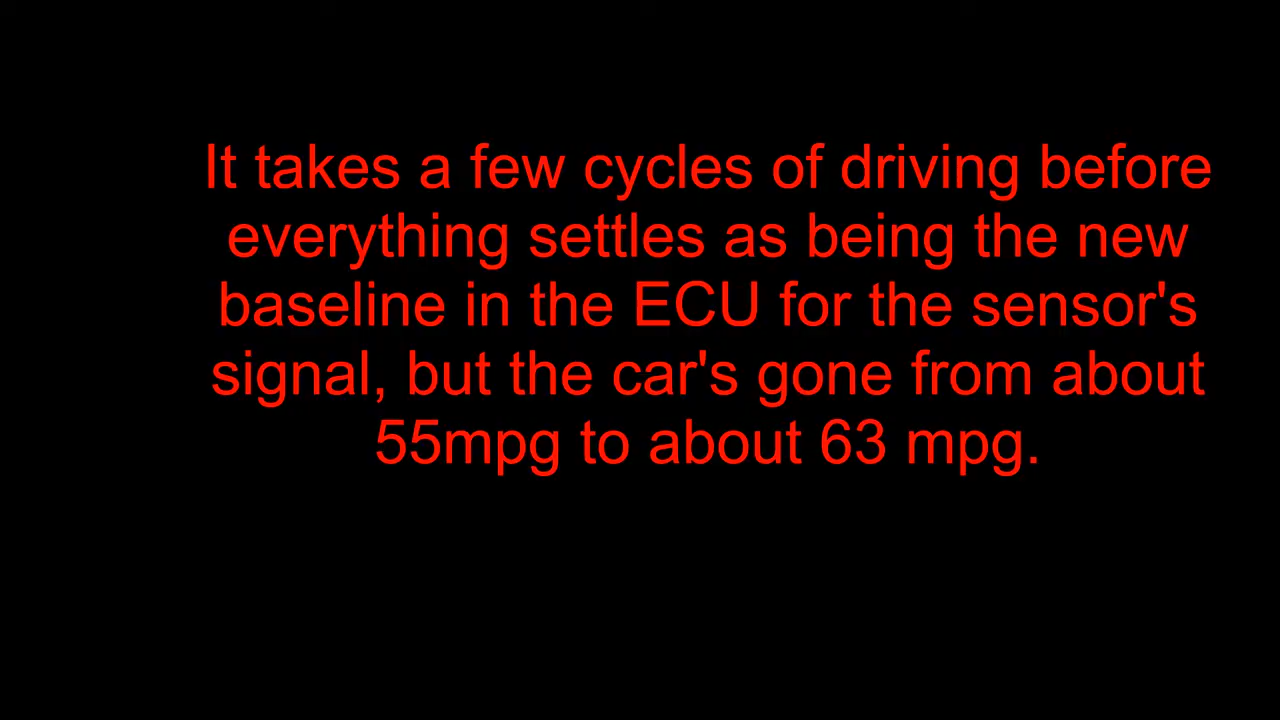 It takes a few cycles of driving before
everything settles as being the new
baseline in the ECU for the sensor's
signal, but the car's gone from about
55mpg to about 63 mpg.